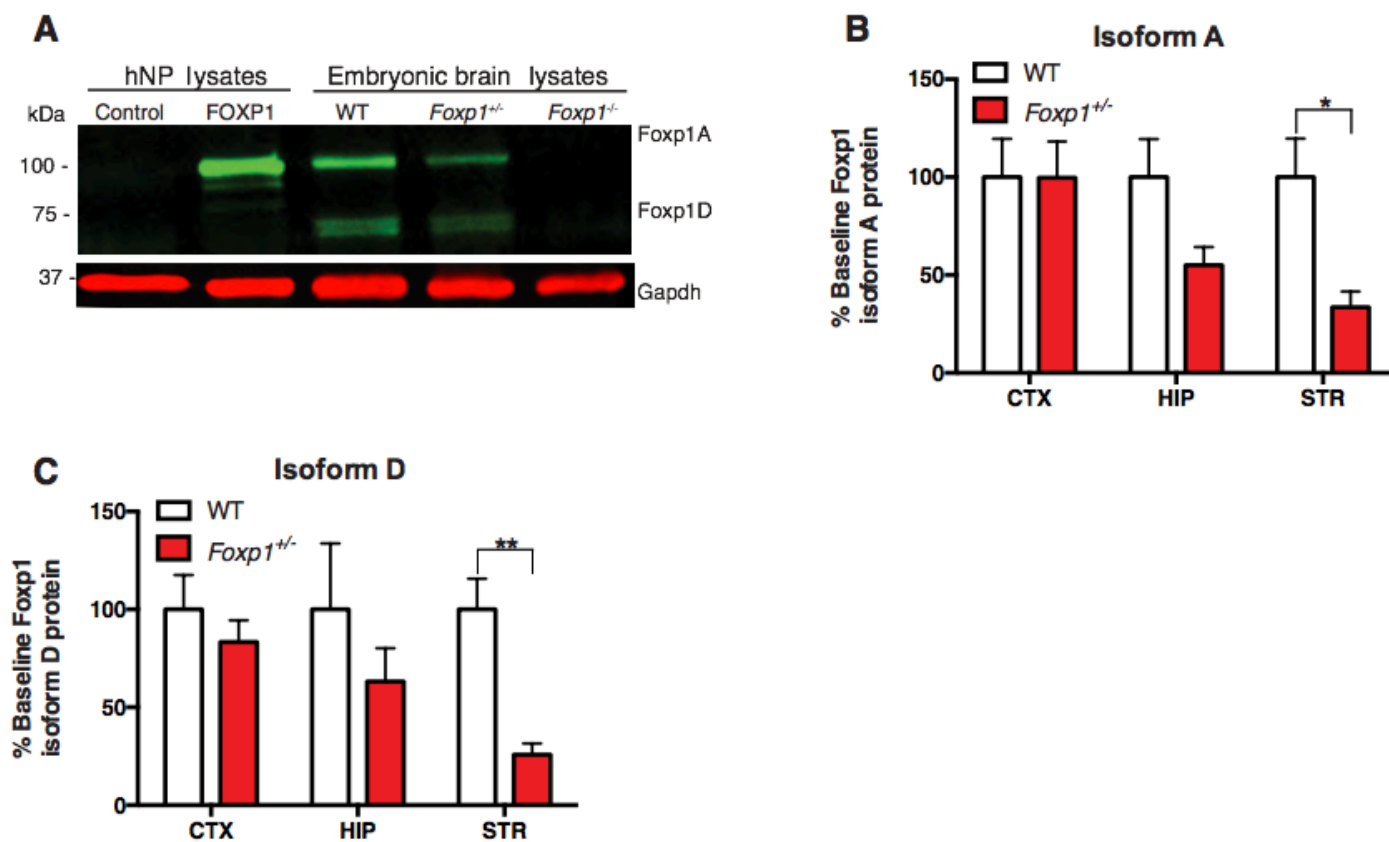 A
hNP lysates Embryonic brain lysates
kDa Control FOXP1 WT Foxp1+/- Foxp1-/-
Foxp1A
100 -
75 -
Foxp1D
37 -
Gapdh
B
Isoform A
WT
Foxp1+/-
% Baseline Foxp1
isoform A protein
150
100
50
0
*
CTX HIP STR
C
Isoform D
WT
Foxp1+/-
% Baseline Foxp1
isoform D protein
150
100
50
0
**
CTX HIP STR